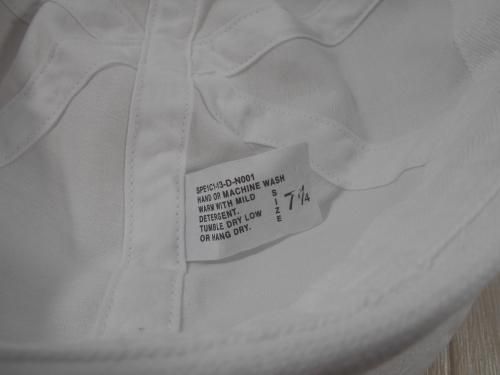 SPE1C1-13-D-N001
HAND OR MACHINE WASH
WARM WITH MILD
DETERGENT.
TUMBLE DRY LOW
OR HANG DRY.
SIZE
7 1/4